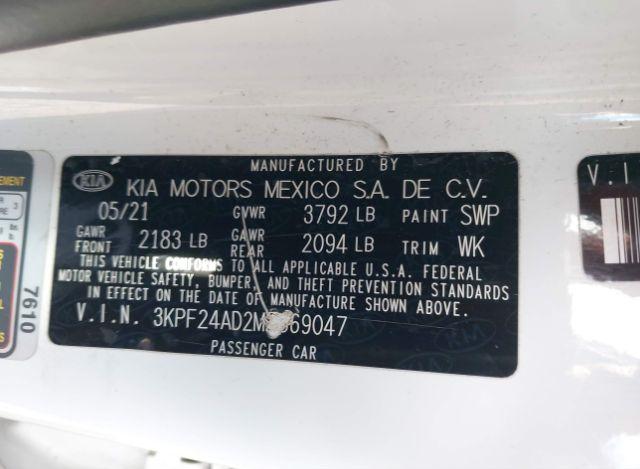 MANUFACTURED BY
KIA KIA MOTORS MEXICO S.A. DE C.V.
05/21 GVWR 3792 LB PAINT SWP
GAWR FRONT 2183 LB GAWR REAR 2094 LB TRIM WK
THIS VEHICLE CONFORMS TO ALL APPLICABLE U.S.A. FEDERAL
MOTOR VEHICLE SAFETY, BUMPER, AND THEFT PREVENTION STANDARDS
IN EFFECT ON THE DATE OF MANUFACTURE SHOWN ABOVE.
V.I.N.
PASSENGER CAR
7610
V.I